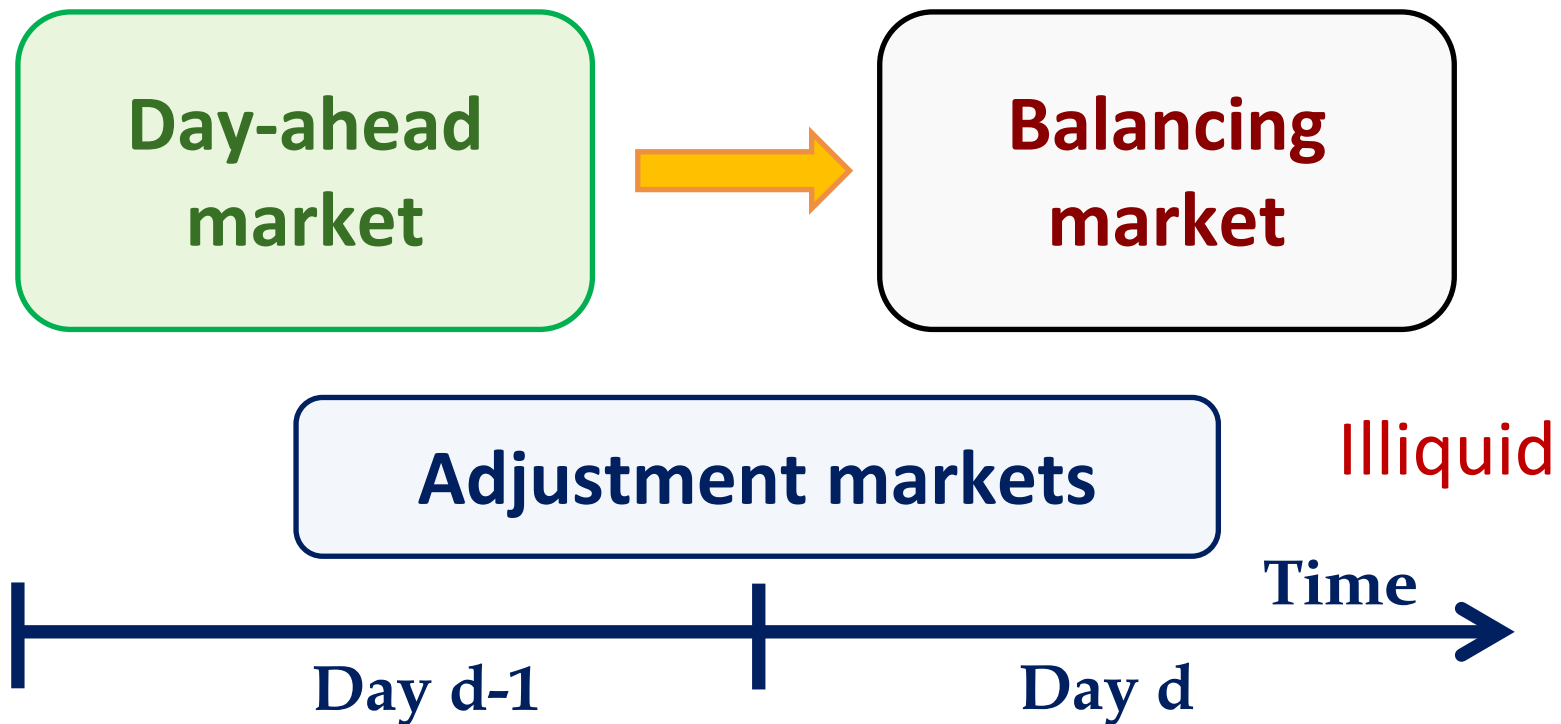 Day-ahead
market
Balancing
market
Adjustment markets
Illiquid
Time
Day d-1
Day d